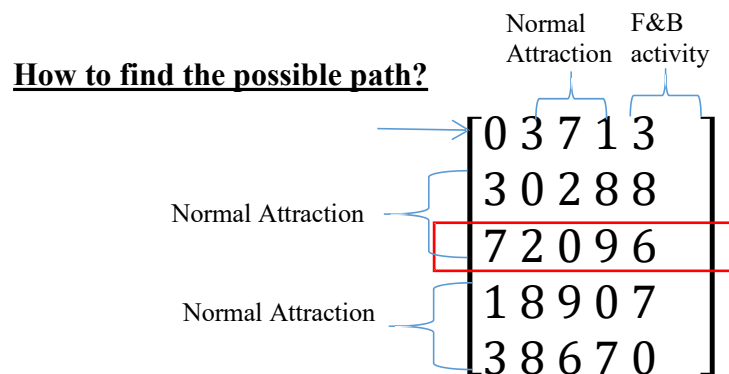 Normal
Attraction
F&B
activity
How to find the possible path?
0 3 7 1 3
3 0 2 8 8
Normal Attraction
7 2 0 9 6
1 8 9 0 7
Normal Attraction
3 8 6 7 0